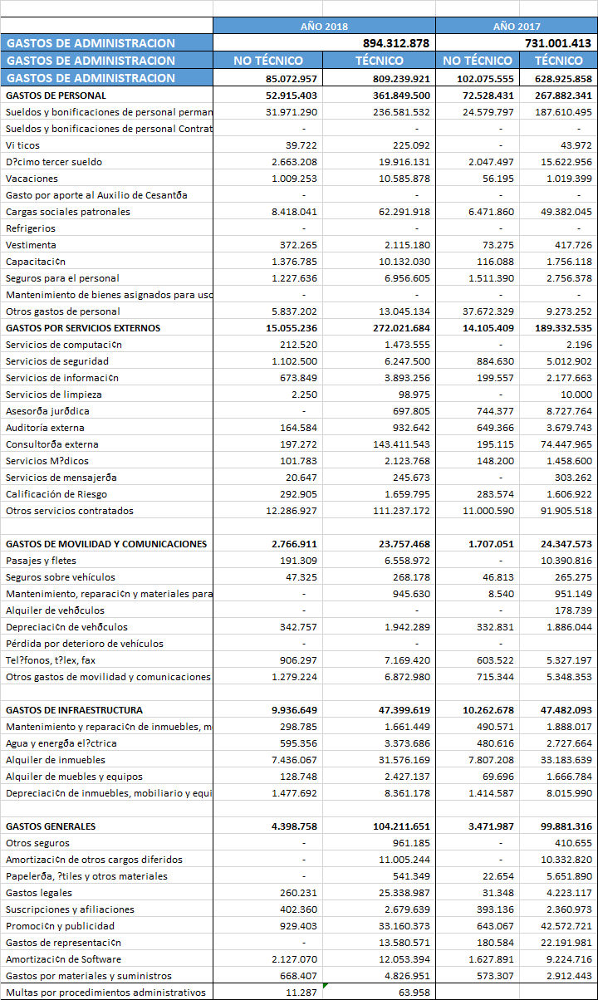 AÑO 2018 AÑO 2017
GASTOS DE ADMINISTRACION 894.312.878 731.001.413
GASTOS DE ADMINISTRACION NO TÉCNICO TÉCNICO NO TÉCNICO TÉCNICO
GASTOS DE ADMINISTRACION 85.072.957 809.239.921 102.075.555 628.925.858
GASTOS DE PERSONAL 52.915.403 361.849.500 72.528.431 267.882.341
Sueldos y bonificaciones de personal perman 31.971.290 236.581.532 24.579.797 187.610.495
Sueldos y bonificaciones de personal Contrat - - - -
Vi ticos 39.722 225.092 - 43.972
D?cimo tercer sueldo 2.663.208 19.916.131 2.047.497 15.622.956
Vacaciones 1.009.253 10.585.878 56.195 1.019.399
Gasto por aporte al Auxilio de Cesantða - - - -
Cargas sociales patronales 8.418.041 62.291.918 6.471.860 49.382.045
Refrigerios - - - -
Vestimenta 372.265 2.115.180 73.275 417.726
Capacitaci¢n 1.376.785 10.132.030 116.088 1.756.118
Seguros para el personal 1.227.636 6.956.605 1.511.390 2.756.378
Mantenimiento de bienes asignados para uso - - - -
Otros gastos de personal 5.837.202 13.045.134 37.672.329 9.273.252
GASTOS POR SERVICIOS EXTERNOS 15.055.236 272.021.684 14.105.409 189.332.535
Servicios de computaci¢n 212.520 1.473.555 - 2.196
Servicios de seguridad 1.102.500 6.247.500 884.630 5.012.902
Servicios de informaci¢n 673.849 3.893.256 199.557 2.177.663
Servicios de limpieza 2.250 98.975 - 10.000
Asesorða jurðdica - 697.805 744.377 8.727.764
Auditoría externa 164.584 932.642 649.366 3.679.743
Consultorða externa 197.272 143.411.543 195.115 74.447.965
Servicios M?dicos 101.783 2.123.768 148.200 1.458.600
Servicios de mensajerða 20.647 245.673 - 303.262
Calificación de Riesgo 292.905 1.659.795 283.574 1.606.922
Otros servicios contratados 12.286.927 111.237.172 11.000.590 91.905.518
GASTOS DE MOVILIDAD Y COMUNICACIONES 2.766.911 23.757.468 1.707.051 24.347.573
Pasajes y fletes 191.309 6.558.972 - 10.390.816
Seguros sobre vehículos 47.325 268.178 46.813 265.275
Mantenimiento, reparaci¢n y materiales para - 945.630 8.540 951.149
Alquiler de vehðculos - - - 178.739
Depreciaci¢n de vehðculos 342.757 1.942.289 332.831 1.886.044
Pérdida por deterioro de vehículos - - -
Tel?fonos, t?lex, fax 906.297 7.169.420 603.522 5.327.197
Otros gastos de movilidad y comunicaciones 1.279.224 6.872.980 715.344 5.348.353
GASTOS DE INFRAESTRUCTURA 9.936.649 47.399.619 10.262.678 47.482.093
Mantenimiento y reparaci¢n de inmuebles, m 298.785 1.661.449 490.571 1.888.017
Agua y energða el?ctrica 595.356 3.373.686 480.616 2.727.664
Alquiler de inmuebles 7.436.067 31.576.169 7.807.208 33.183.639
Alquiler de muebles y equipos 128.748 2.427.137 69.696 1.666.784
Depreciaci¢n de inmuebles, mobiliario y equi 1.477.692 8.361.178 1.414.587 8.015.990
GASTOS GENERALES 4.398.758 104.211.651 3.471.987 99.881.316
Otros seguros - 961.185 - 410.655
Amortizaci¢n de otros cargos diferidos - 11.005.244 - 10.332.820
Papelerða, ?tiles y otros materiales - 541.349 22.654 5.651.890
Gastos legales 260.231 25.338.987 31.348 4.223.117
Suscripciones y afiliaciones 402.360 2.679.639 393.136 2.360.973
Promoci¢n y publicidad 929.403 33.160.373 643.067 42.572.721
Gastos de representaci¢n - 13.580.571 180.584 22.191.981
Amortizaci¢n de Software 2.127.070 12.053.394 1.627.891 9.224.716
Gastos por materiales y suministros 668.407 4.826.951 573.307 2.912.443
Multas por procedimientos administrativos 11.287 63.958